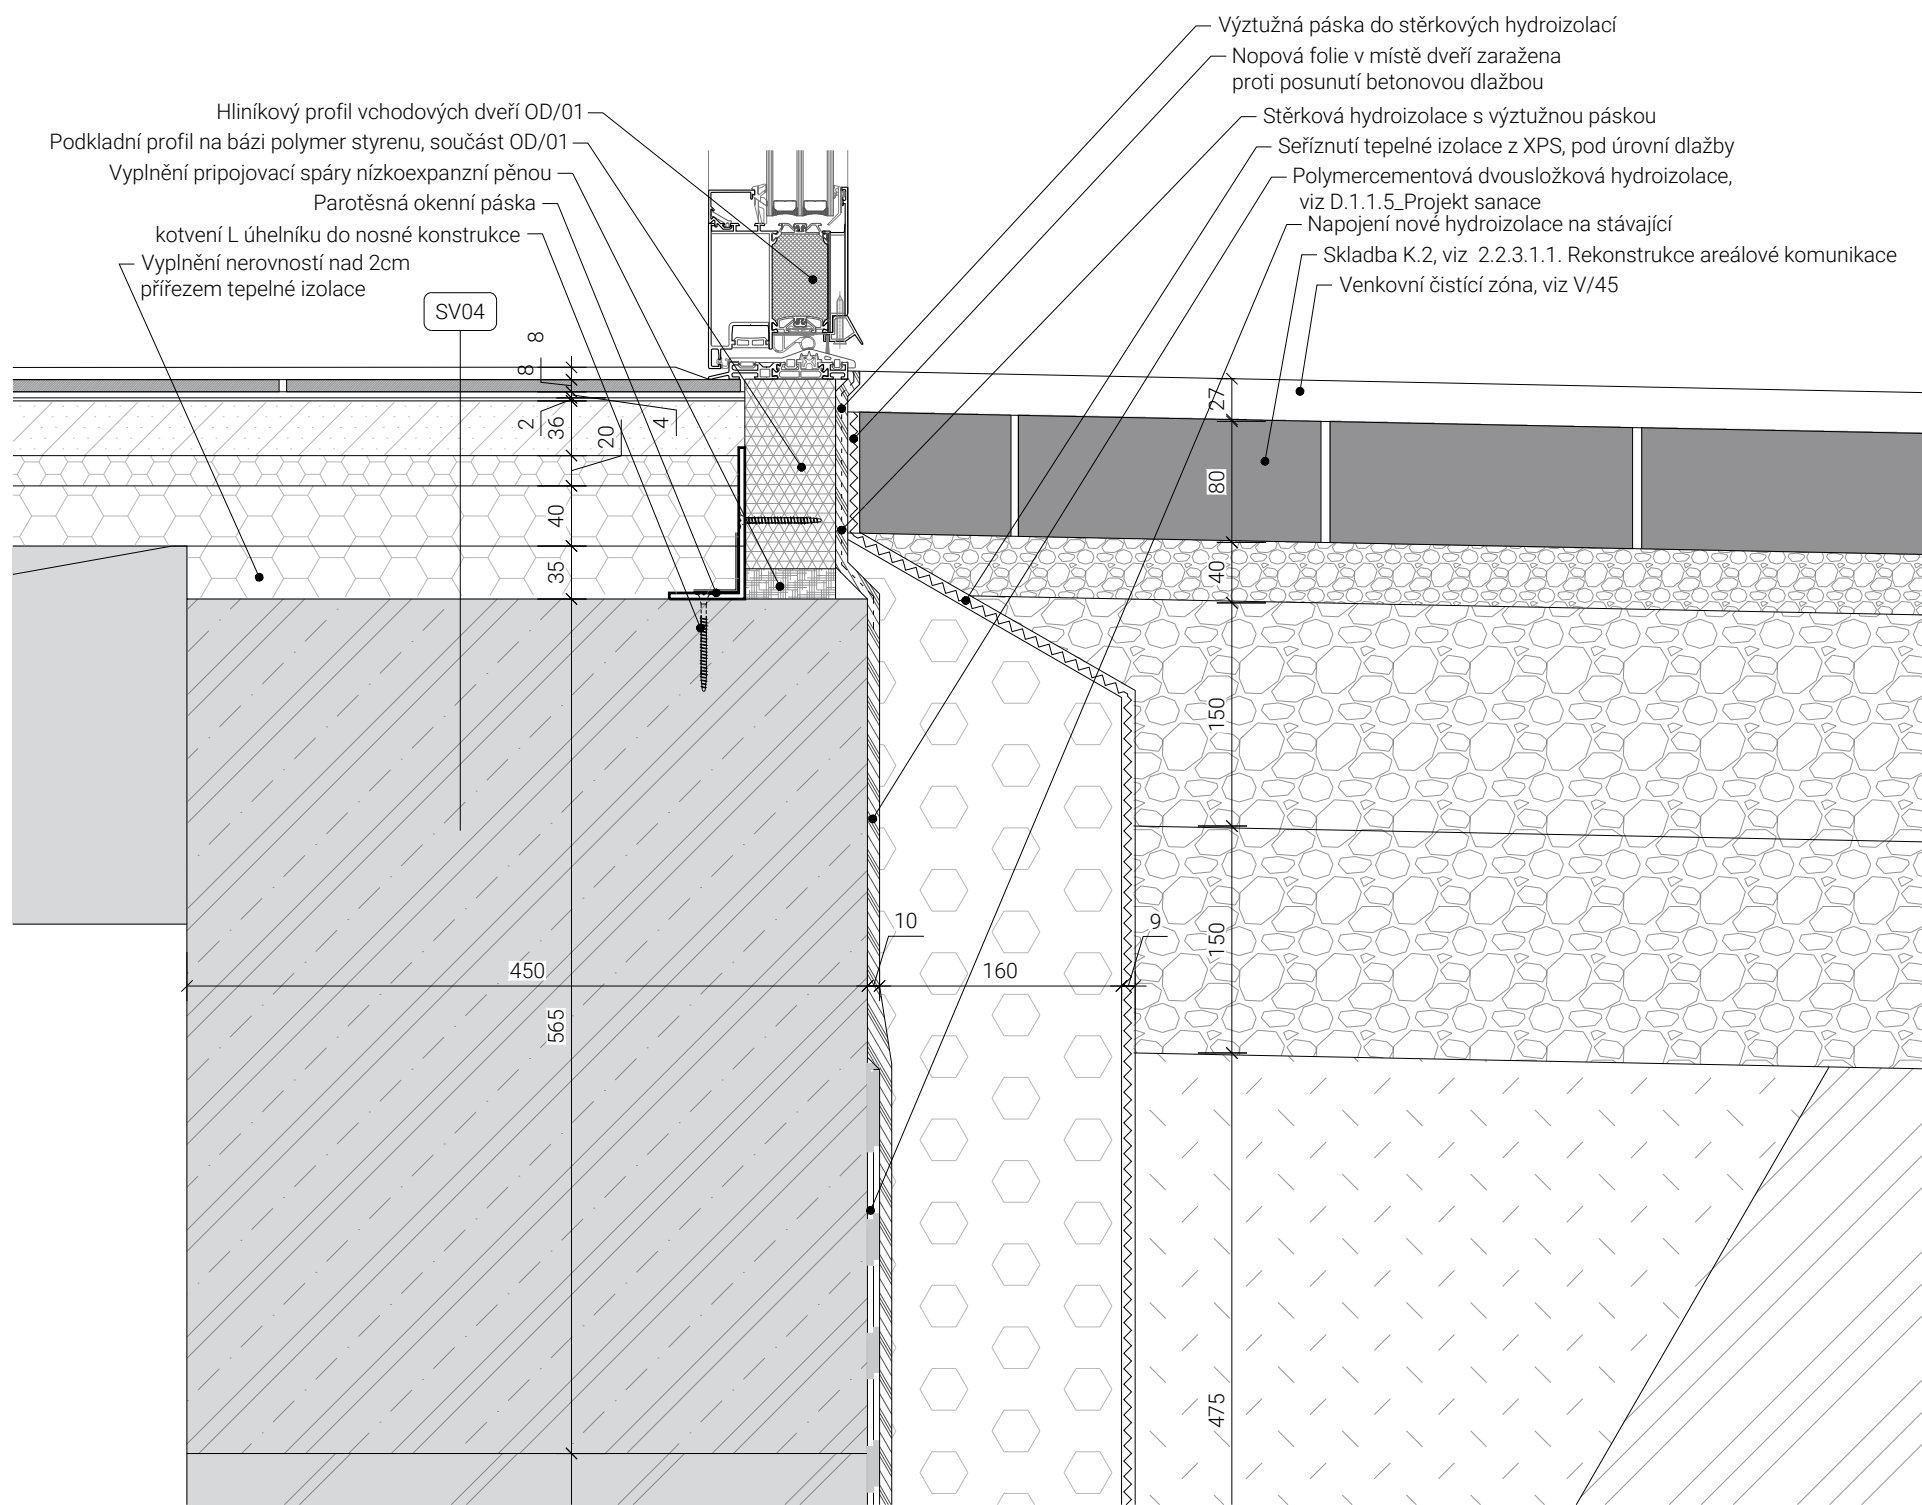 Výztužná páska do stěrkových hydroizolací
Nopová folie v místě dveří zaražena
proti posunutí betonovou dlažbou
Stěrková hydroizolace s výztužnou páskou
Seříznutí tepelné izolace z XPS, pod úrovní dlažby
Polymercementová dvousložková hydroizolace,
viz D.1.1.5_Projekt sanace
Napojení nové hydroizolace na stávající
Skladba K.2, viz 2.2.3.1.1. Rekonstrukce areálové komunikace
Venkovní čistící zóna, viz V/45
Hliníkový profil vchodových dveří OD/01
Podkladní profil na bázi polymer styrenu, součást OD/01
Vyplnění pripojovací spáry nízkoexpanzní pěnou
Parotěsná okenní páska
kotvení L úhelníku do nosné konstrukce
Vyplnění nerovností nad 2cm
přířezem tepelné izolace
SV04
8
8
2
36
20
4
40
35
565
450
10
160
9
27
80
40
150
150
475